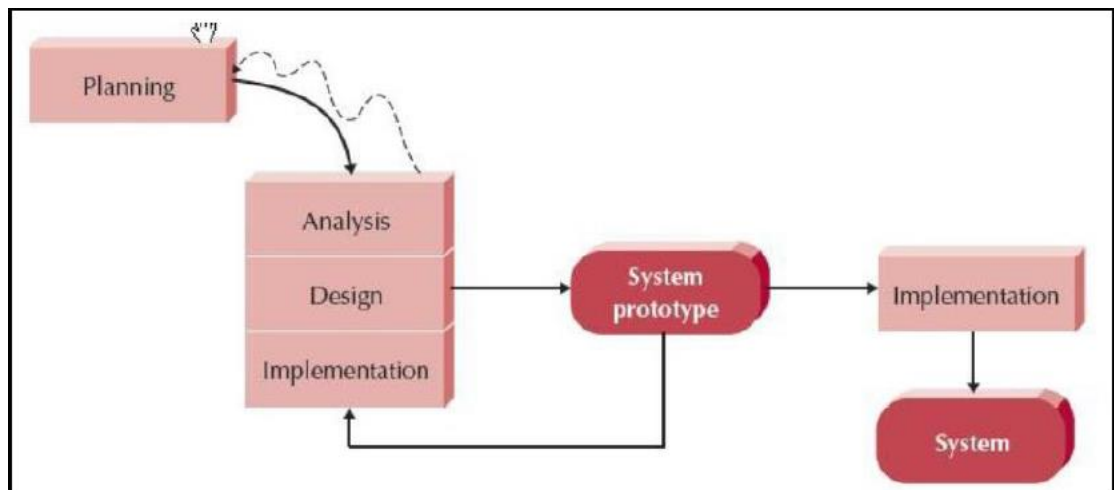 Planning
Analysis
Design
Implementation
System
prototype
Implementation
System